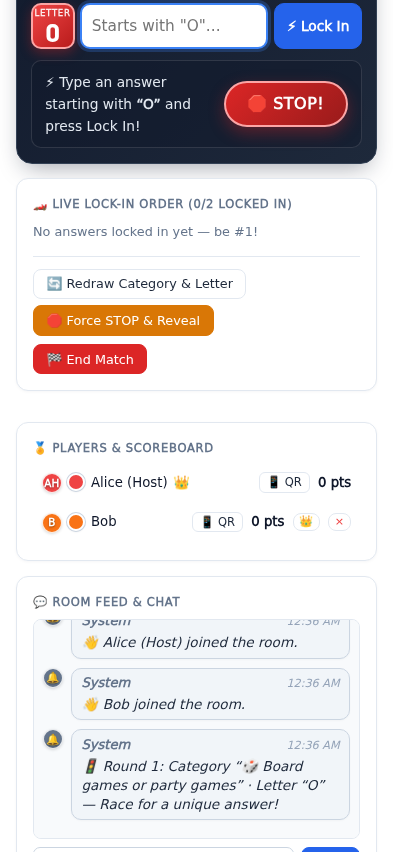 LETTER
O
Starts with "O"...
⚡ Lock In
⚡ Type an answer
starting with “O” and
press Lock In!
🛑 STOP!
🏎️ LIVE LOCK-IN ORDER (0/2 LOCKED IN)
No answers locked in yet — be #1!
🔄 Redraw Category & Letter
🛑 Force STOP & Reveal
🏁 End Match
🏅 PLAYERS & SCOREBOARD
AH Alice (Host) 👑 📱 QR 0 pts
B Bob 📱 QR 0 pts 👑 ✕
💬 ROOM FEED & CHAT
System 12:36 AM
👋 Alice (Host) joined the room.
System 12:36 AM
👋 Bob joined the room.
System 12:36 AM
🚦 Round 1: Category “🎲 Board
games or party games” · Letter “O”
— Race for a unique answer!